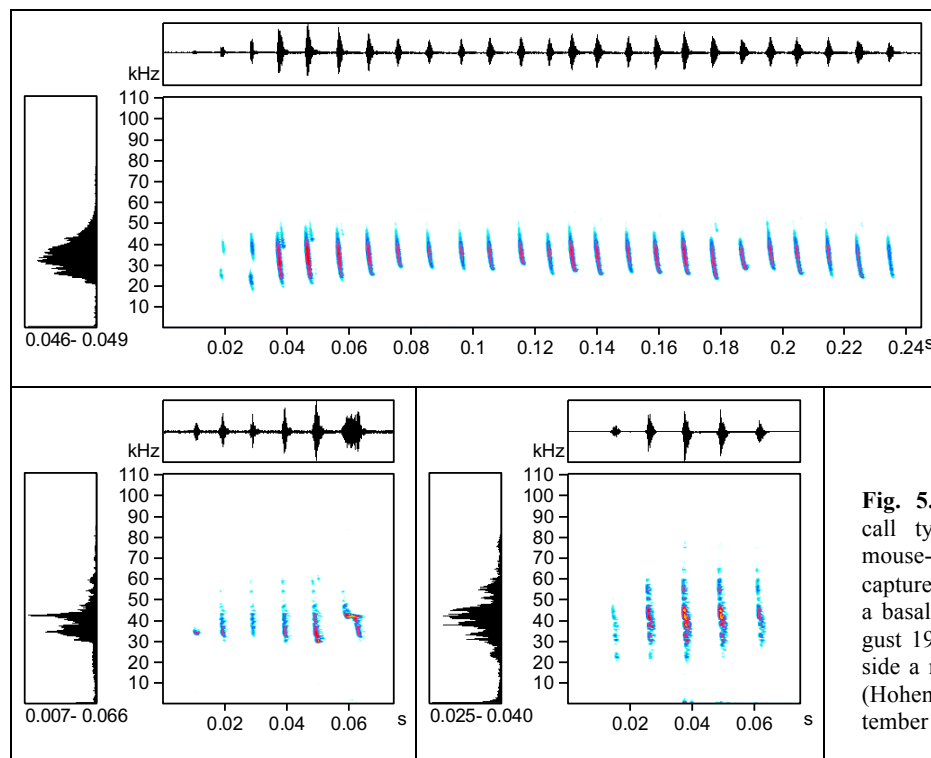 kHz
110
100
90
80
70
60
50
40
30
20
10
0.046- 0.049
0.02 0.04 0.06 0.08 0.1 0.12 0.14 0.16 0.18 0.2 0.22 0.24 s
kHz
110
100
90
80
70
60
50
40
30
20
10
0.007- 0.066
0.02 0.04 0.06 s
kHz
110
100
90
80
70
60
50
40
30
20
10
0.025- 0.040
0.02 0.04 0.06 s
Fig. 5.
call ty
mouse-
capture
a basal
gust 19
side a r
(Hohen
tember